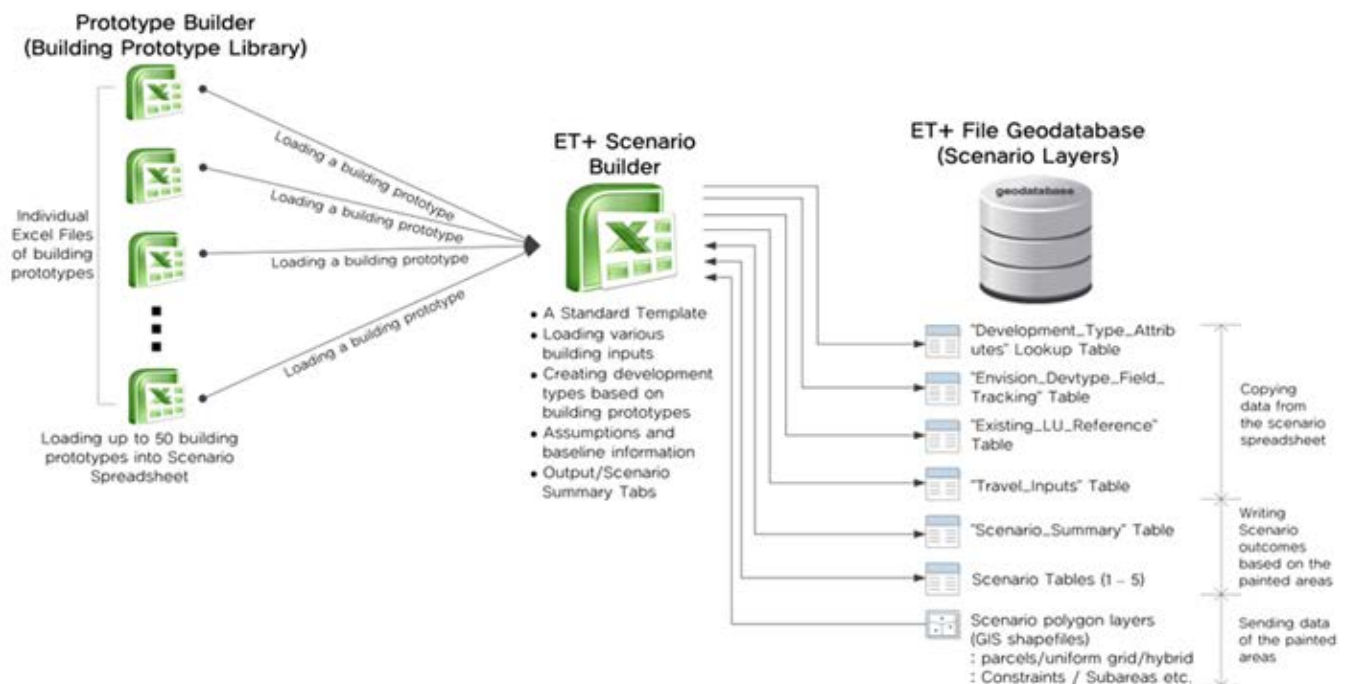 Prototype Builder
(Building Prototype Library)
Individual
Excel Files
of building
prototypes
Loading up to 50 building
prototypes into Scenario
Spreadsheet
Loading a building prototype
Loading a building prototype
Loading a building prototype
Loading a building prototype
ET+ Scenario
Builder
• A Standard Template
• Loading various
building inputs
• Creating development
types based on
building prototypes
• Assumptions and
baseline information
• Output/Scenario
Summary Tabs
ET+ File Geodatabase
(Scenario Layers)
geodatabase
"Development_Type_Attrib
utes" Lookup Table
"Envision_Devtype_Field_
Tracking" Table
"Existing_LU_Reference"
Table
"Travel_Inputs" Table
"Scenario_Summary" Table
Scenario Tables (1 – 5)
Scenario polygon layers
(GIS shapefiles)
: parcels/uniform grid/hybrid
: Constraints / Subareas etc.
Copying
data from
the scenario
spreadsheet
Writing
Scenario
outcomes
based on the
painted areas
Sending data
of the painted
areas